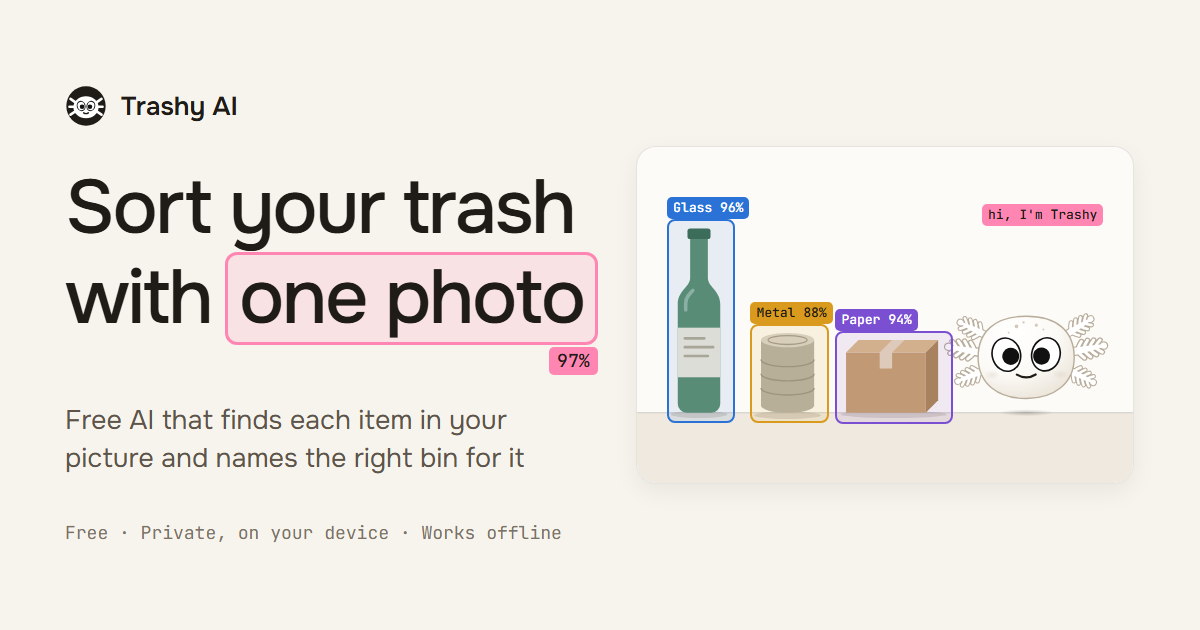 Trashy AI
Sort your trash
with one photo
97%
Free AI that finds each item in your
picture and names the right bin for it
Free · Private, on your device · Works offline
Glass 96%
hi, I'm Trashy
Metal 88%
Paper 94%